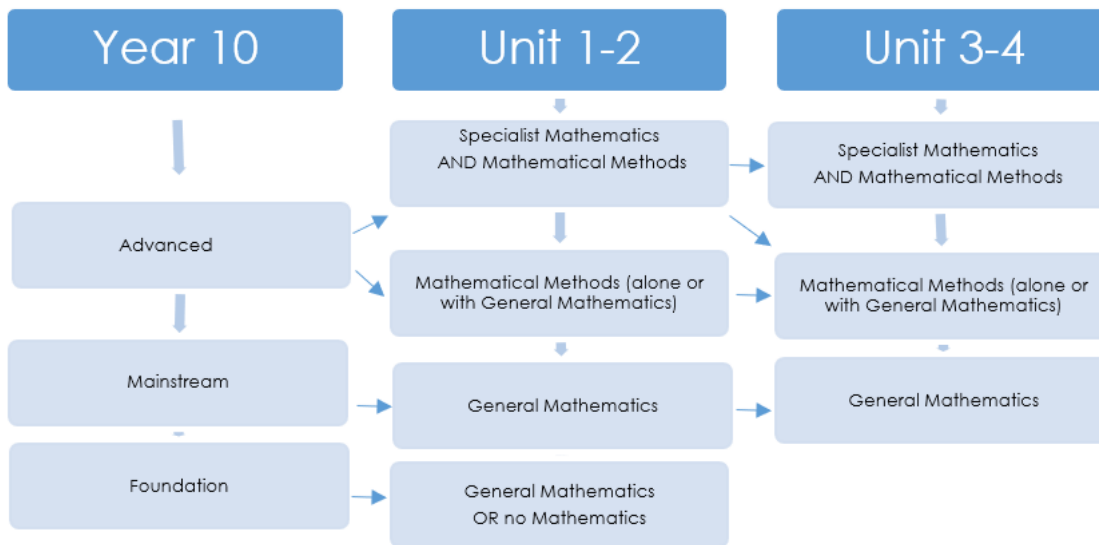 Year 10
Unit 1-2
Unit 3-4
Specialist Mathematics
AND Mathematical Methods
Specialist Mathematics
AND Mathematical Methods
Advanced
Mathematical Methods (alone or
with General Mathematics)
Mathematical Methods (alone or
with General Mathematics)
Mainstream
General Mathematics
General Mathematics
Foundation
General Mathematics
OR no Mathematics